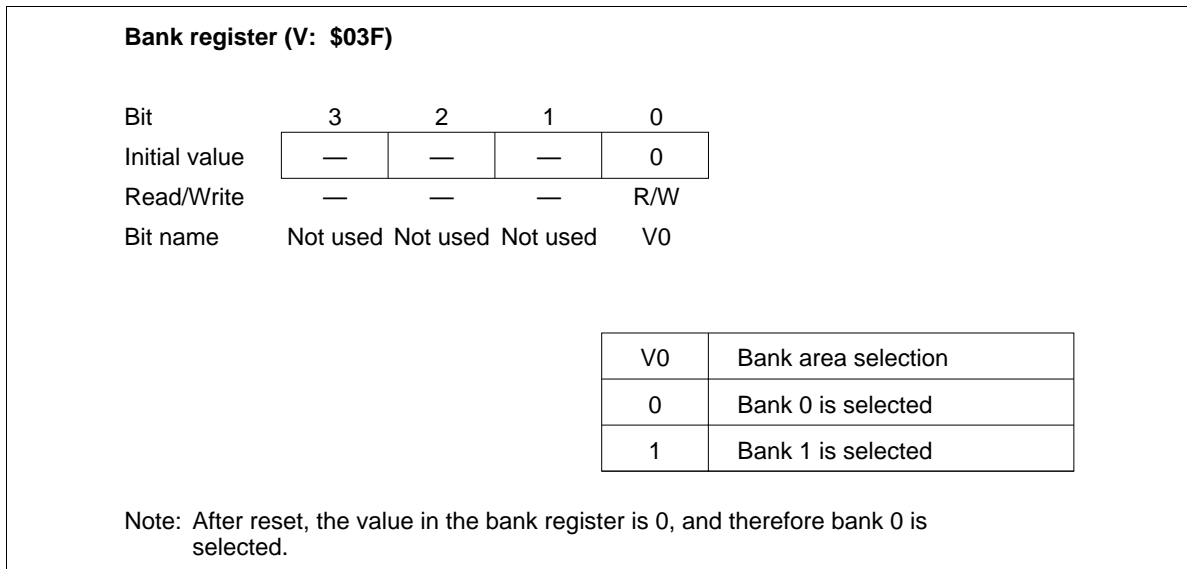 Bank register (V: $03F)
Bit 3 2 1 0
Initial value — — — 0
Read/Write — — — R/W
Bit name Not used Not used Not used V0
V0 Bank area selection
0 Bank 0 is selected
1 Bank 1 is selected
Note: After reset, the value in the bank register is 0, and therefore bank 0 is
selected.